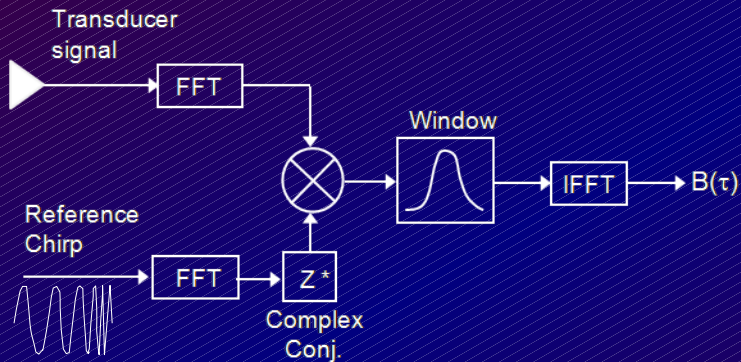 Transducer
signal
FFT
Window
IFFT
B(τ)
Reference
Chirp
FFT
Z *
Complex
Conj.